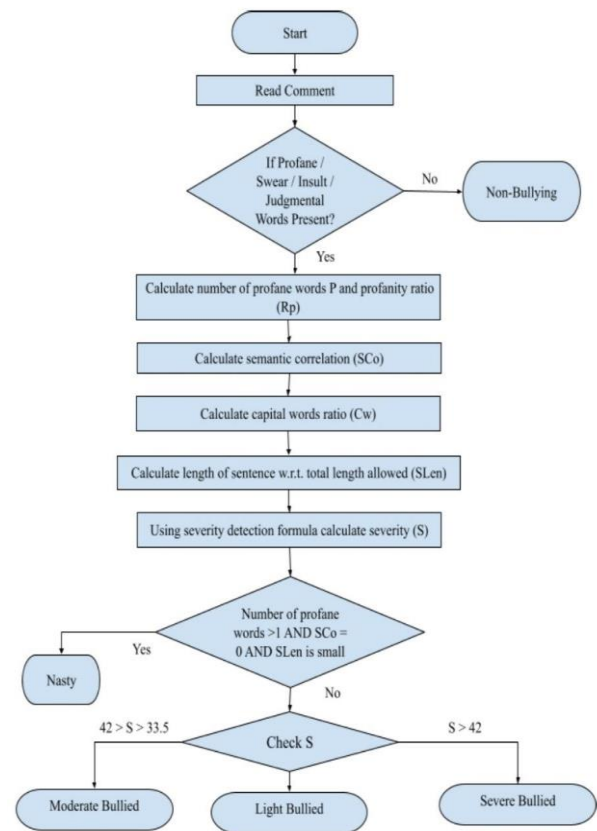 Start
Read Comment
If Profane /
Swear / Insult /
Judgmental
Words Present?
No
Non-Bullying
Yes
Calculate number of profane words P and profanity ratio
(Rp)
Calculate semantic correlation (SCo)
Calculate capital words ratio (Cw)
Calculate length of sentence w.r.t. total length allowed (SLen)
Using severity detection formula calculate severity (S)
Number of profane
words >1 AND SCo =
0 AND SLen is small
Yes
Nasty
No
42 > S > 33.5
Check S
S > 42
Moderate Bullied
Light Bullied
Severe Bullied